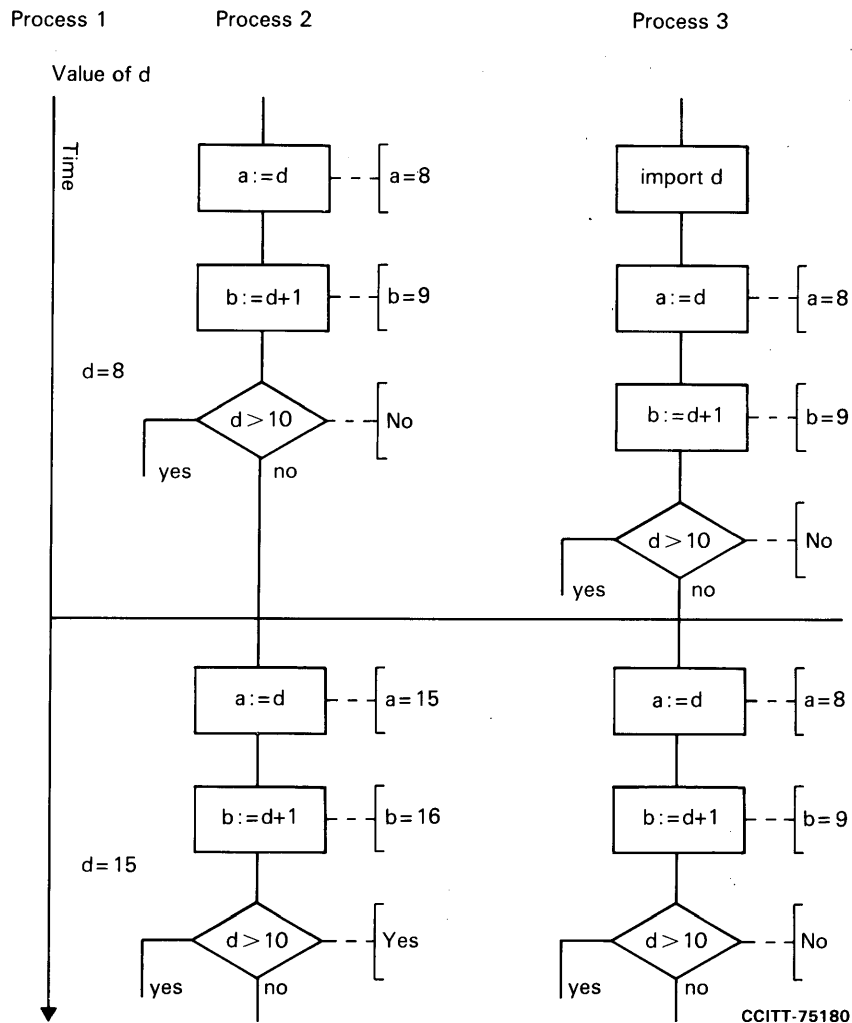 Process 1
Process 2
Process 3
Value of d
Time
a:=d
a=8
import d
b:=d+1
b=9
a:=d
a=8
d=8
d>10
No
yes
no
b:=d+1
b=9
d>10
No
yes
no
a:=d
a=15
a:=d
a=8
b:=d+1
b=16
b:=d+1
b=9
d=15
d>10
Yes
yes
no
d>10
No
yes
no
CCITT-75180